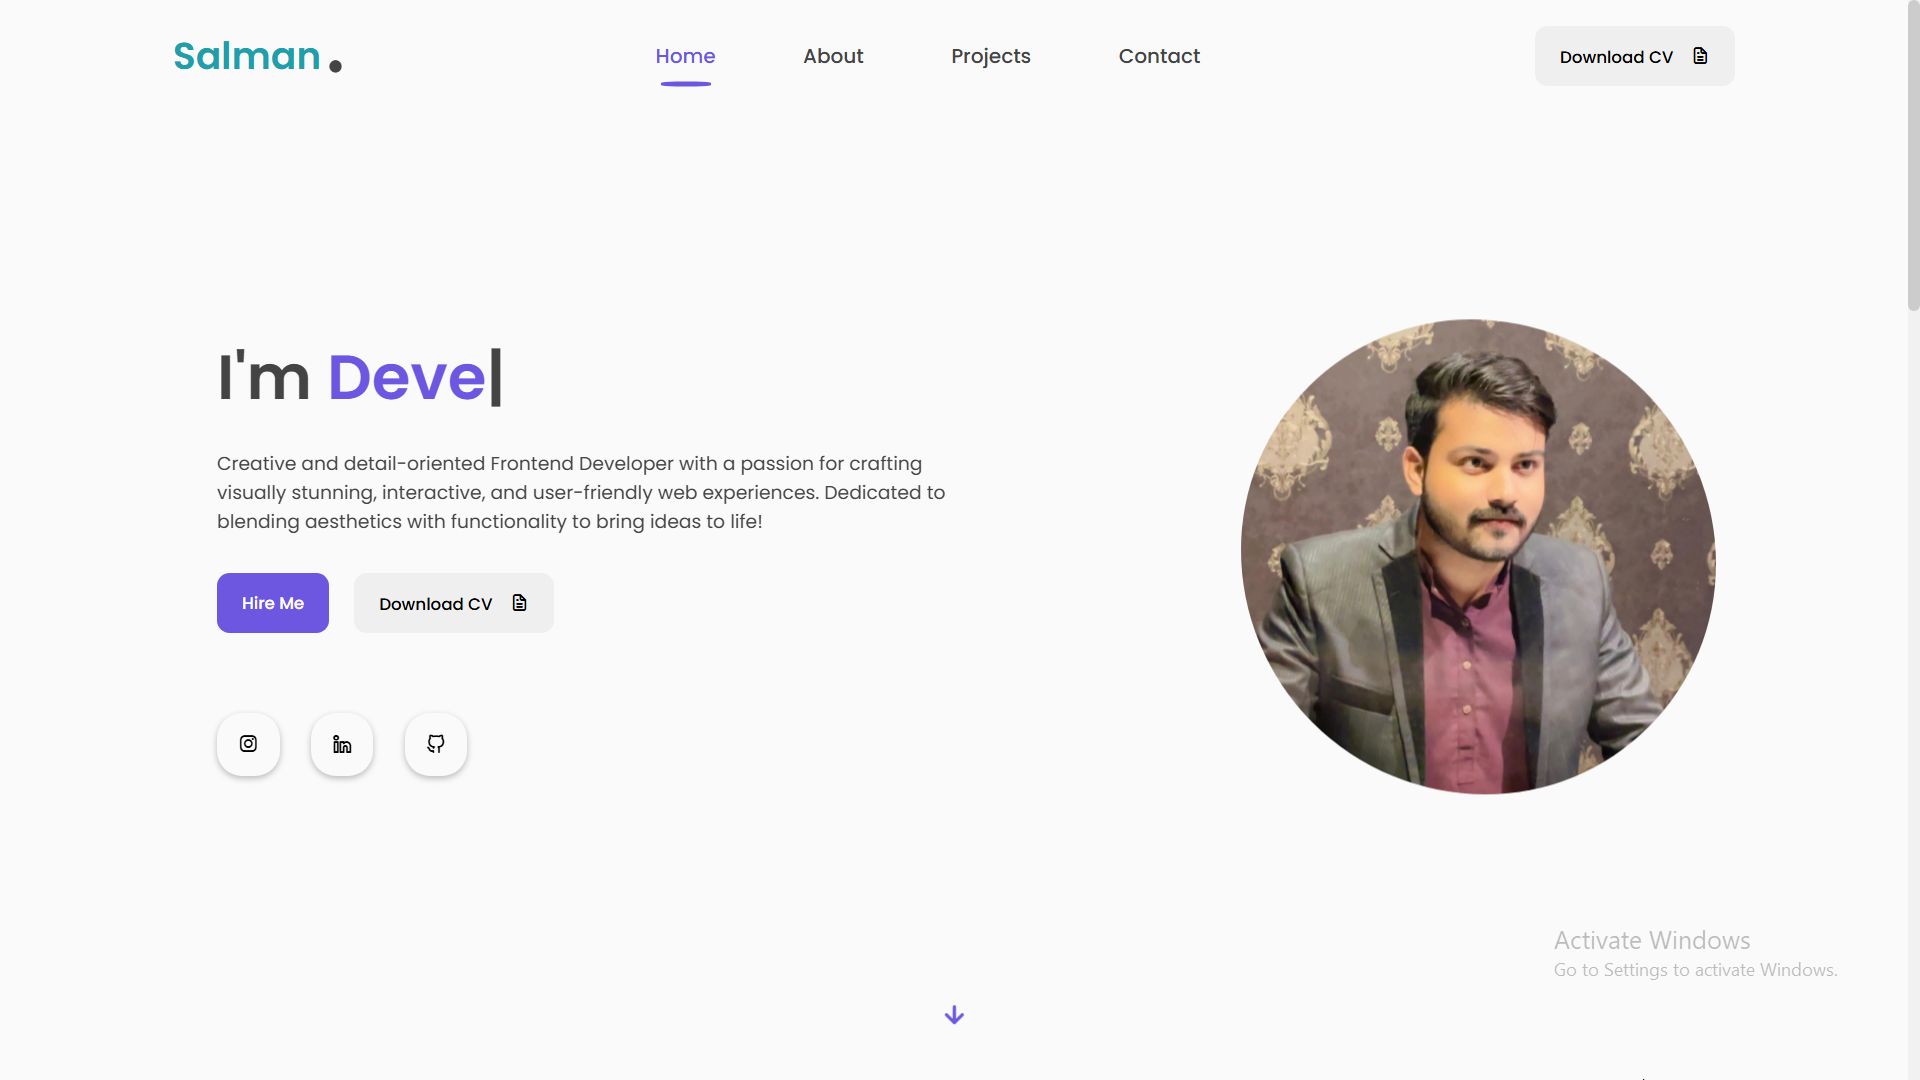 Salman .
Home
About
Projects
Contact
Download CV
I'm Deve|
Creative and detail-oriented Frontend Developer with a passion for crafting
visually stunning, interactive, and user-friendly web experiences. Dedicated to
blending aesthetics with functionality to bring ideas to life!
Hire Me
Download CV
Activate Windows
Go to Settings to activate Windows.